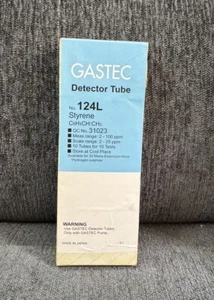 GASTEC
Detector Tube
No. 124L
Styrene
C₆H₅CH:CH₂
QC No. 31023
Meas range: 2 - 100 ppm
Scale range: 2 - 25 ppm
10 Tubes for 10 Tests
Store at Cool Place
WARNING
Use GASTEC Detector Tubes
Only with GASTEC Pump.
MADE IN JAPAN